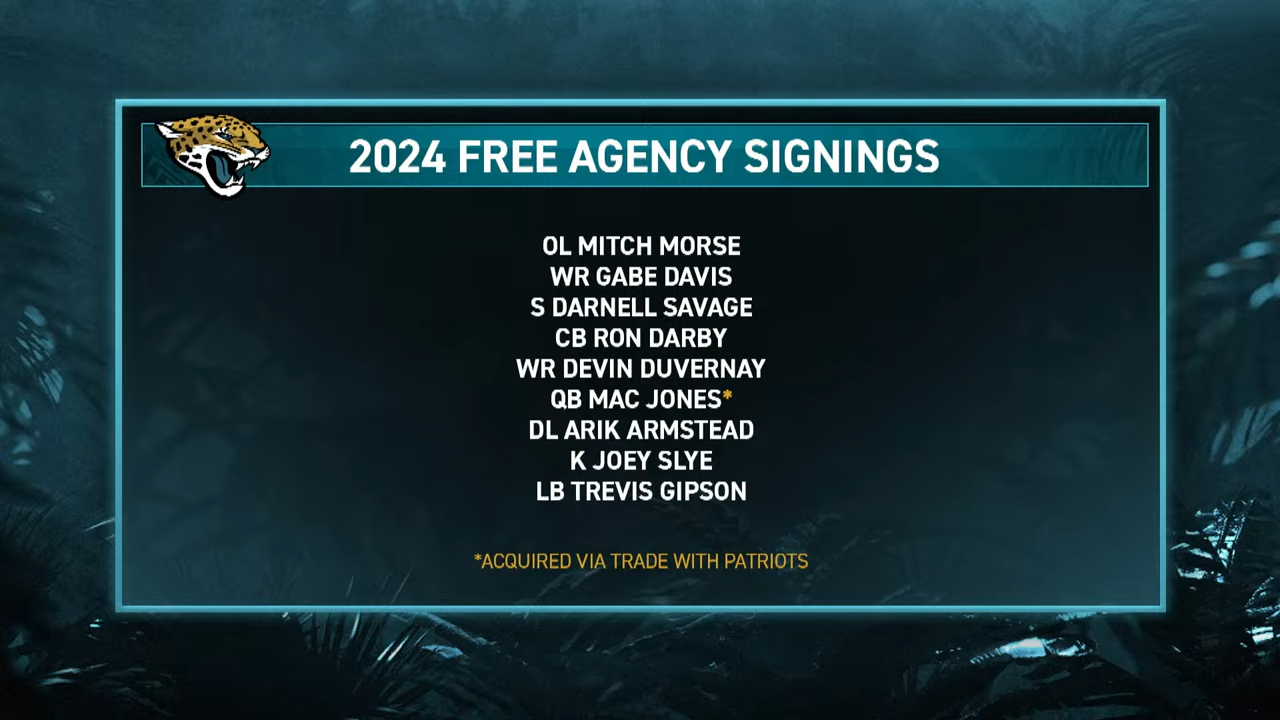 2024 FREE AGENCY SIGNINGS
OL MITCH MORSE
WR GABE DAVIS
S DARNELL SAVAGE
CB RON DARBY
WR DEVIN DUVERNAY
QB MAC JONES*
DL ARIK ARMSTEAD
K JOEY SLYE
LB TREVIS GIPSON
*ACQUIRED VIA TRADE WITH PATRIOTS